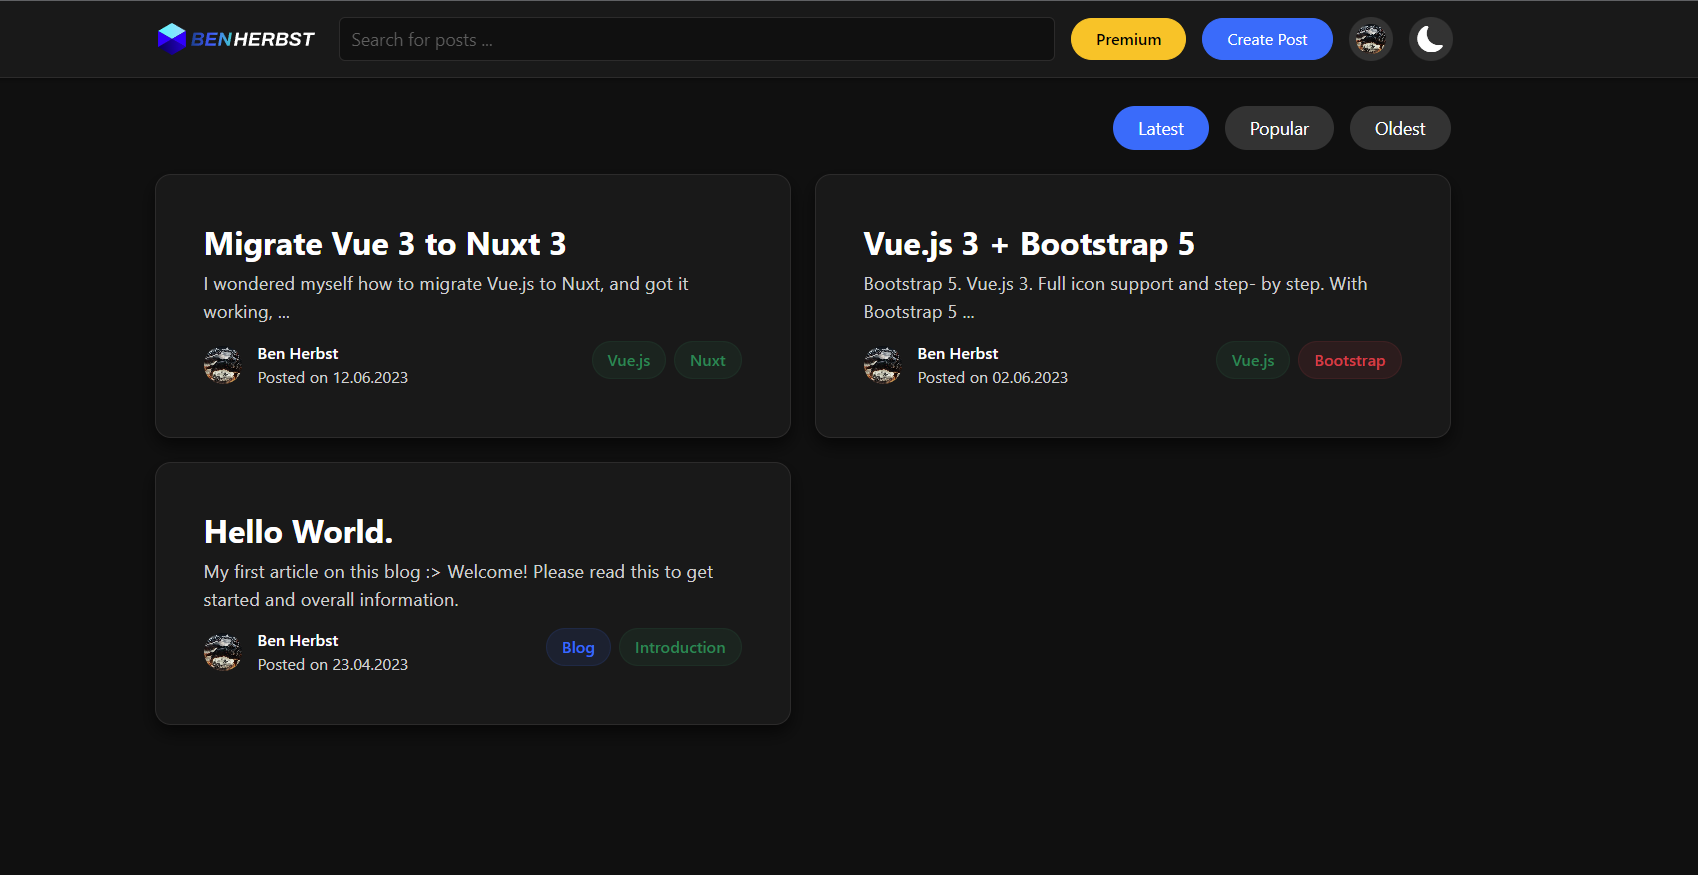 BENHERBST
Search for posts ...
Premium
Create Post
Latest
Popular
Oldest
Migrate Vue 3 to Nuxt 3
I wondered myself how to migrate Vue.js to Nuxt, and got it
working, ...
Ben Herbst
Posted on 12.06.2023
Vue.js
Nuxt
Vue.js 3 + Bootstrap 5
Bootstrap 5. Vue.js 3. Full icon support and step- by step. With
Bootstrap 5 ...
Ben Herbst
Posted on 02.06.2023
Vue.js
Bootstrap
Hello World.
My first article on this blog :> Welcome! Please read this to get
started and overall information.
Ben Herbst
Posted on 23.04.2023
Blog
Introduction